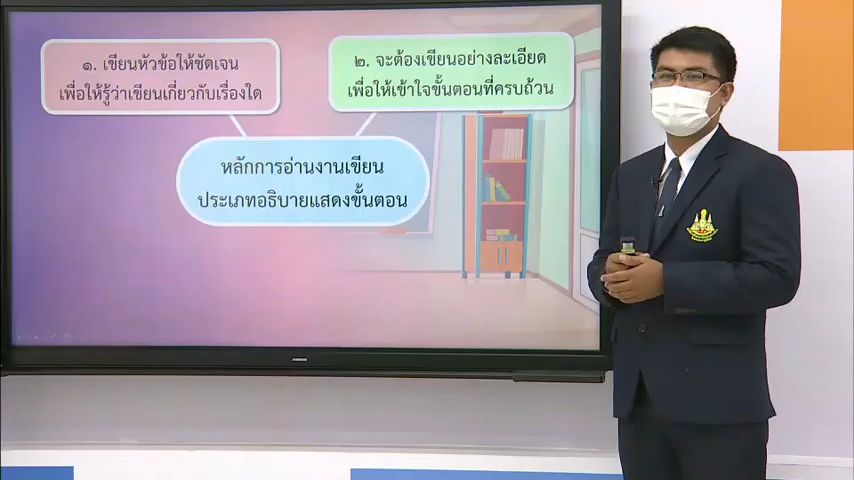 ๑. เขียนหัวข้อให้ชัดเจน
เพื่อให้รู้ว่าเขียนเกี่ยวกับเรื่องใด
๒. จะต้องเขียนอย่างละเอียด
เพื่อให้เข้าใจขั้นตอนที่ครบถ้วน
หลักการอ่านงานเขียน
ประเภทอธิบายแสดงขั้นตอน
SAMSUNG